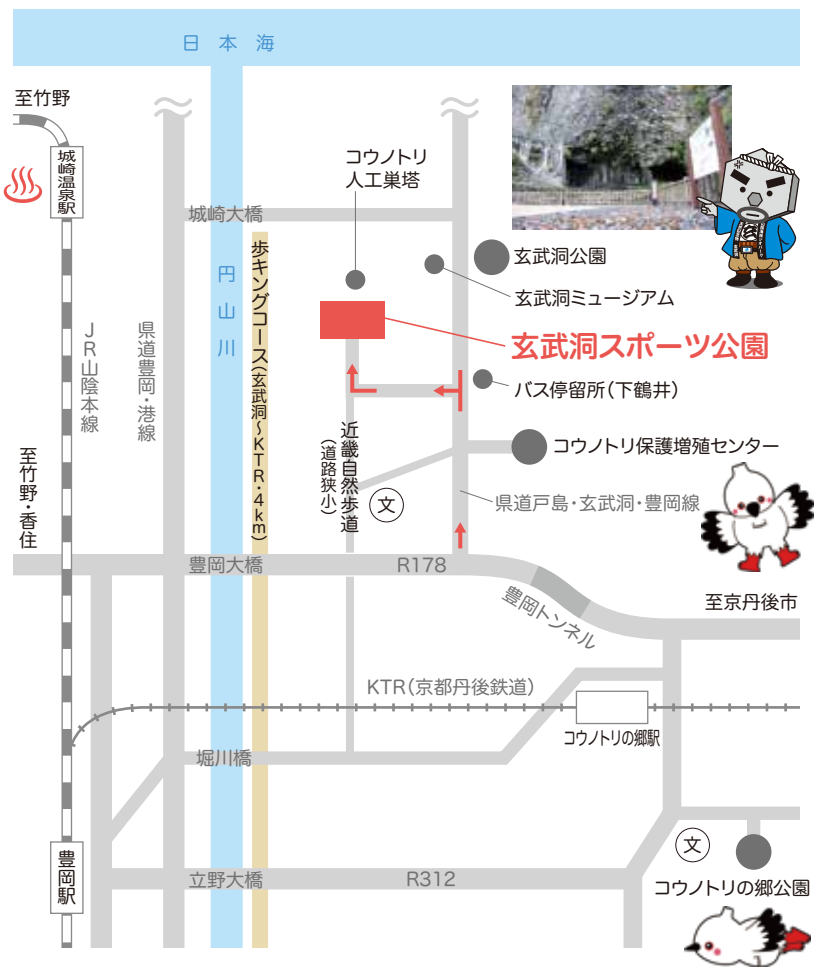 日本海
至竹野
城崎温泉駅
コウノトリ
人工巣塔
城崎大橋
玄武洞公園
玄武洞ミュージアム
円山川
歩キングコース(玄武洞～KTR・4km)
玄武洞スポーツ公園
JR山陰本線
県道豊岡・港線
バス停留所(下鶴井)
近畿自然歩道
(道路狭小)
コウノトリ保護増殖センター
至竹野・香住
文
県道戸島・玄武洞・豊岡線
豊岡大橋
R178
豊岡トンネル
至京丹後市
KTR(京都丹後鉄道)
コウノトリの郷駅
堀川橋
豊岡駅
文
立野大橋
R312
コウノトリの郷公園